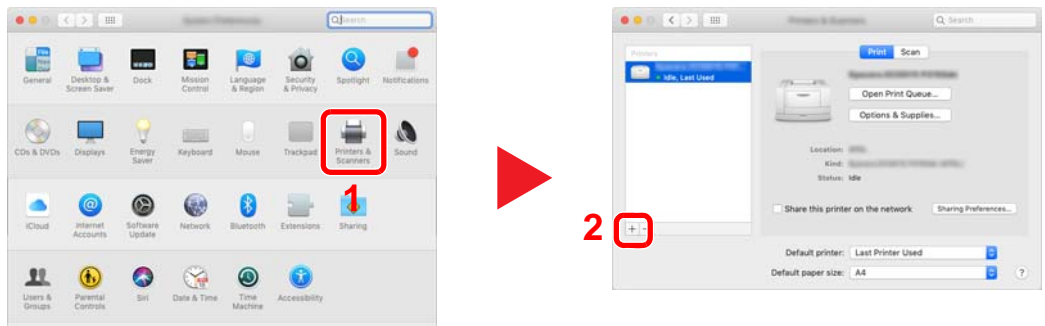 Search
General
Desktop &
Screen Saver
Dock
Mission
Control
Language
& Region
Security
& Privacy
Spotlight
Notifications
CDs & DVDs
Displays
Energy
Saver
Keyboard
Mouse
Trackpad
Printers &
Scanners
Sound
1
iCloud
Internet
Accounts
Software
Update
Network
Bluetooth
Extensions
Sharing
Users &
Groups
Parental
Controls
Siri
Date & Time
Time
Machine
Accessibility
Search
Printers
Idle, Last Used
Print
Scan
Open Print Queue...
Options & Supplies...
Location:
Kind:
Status: Idle
Share this printer on the network
Sharing Preferences...
2
+ -
Default printer: Last Printer Used
Default paper size: A4
?